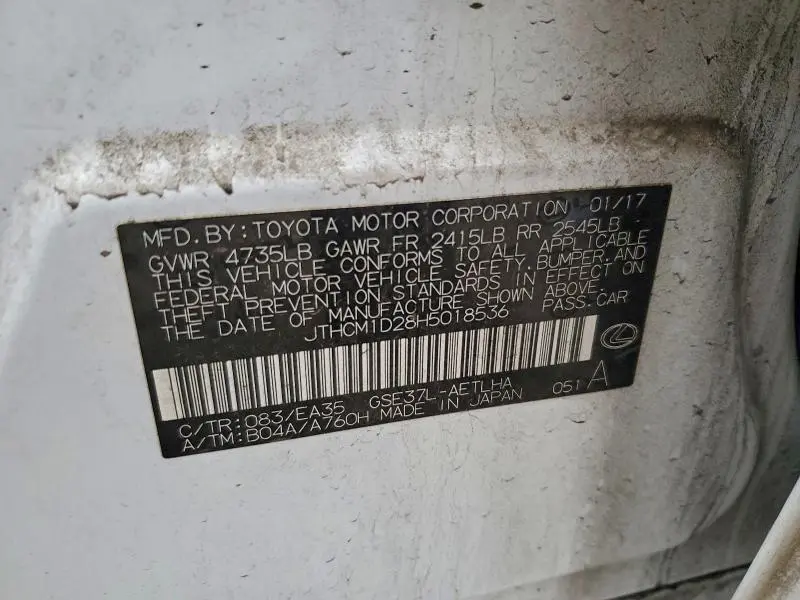 MFD. BY: TOYOTA MOTOR CORPORATION 01/17
GVWR 4735LB GAWR FR 2415LB RR 2545LB
THIS VEHICLE CONFORMS TO ALL APPLICABLE
FEDERAL MOTOR VEHICLE SAFETY, BUMPER, AND
THEFT PREVENTION STANDARDS IN EFFECT ON
THE DATE OF MANUFACTURE SHOWN ABOVE.
JTHCM1D28H5018536 PASS. CAR
C/TR: 083/EA35 GSE37L-AETLHA 051 A
A/TM: B04A/A760H MADE IN JAPAN